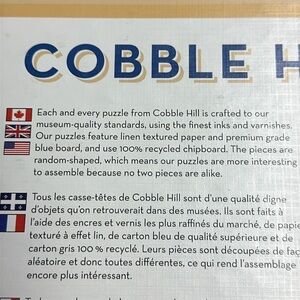 COBBLE H
Each and every puzzle from Cobble Hill is crafted to our
museum-quality standards, using the finest inks and varnishes.
Our puzzles feature linen textured paper and premium grade
blue board, and use 100% recycled chipboard. The pieces are
random-shaped, which means our puzzles are more interesting
to assemble because no two pieces are alike.
Tous les casse-têtes de Cobble Hill sont d'une qualité digne
d'objets qu'on retrouverait dans des musées. Ils sont faits à
l'aide des encres et vernis les plus raffinés du marché, de papie
texturé à effet lin, de carton bleu de qualité supérieure et de
carton gris 100 % recyclé. Leurs pièces sont découpées de faç
aléatoire et donc toutes différentes, ce qui rend l'assemblage
encore plus intéressant.